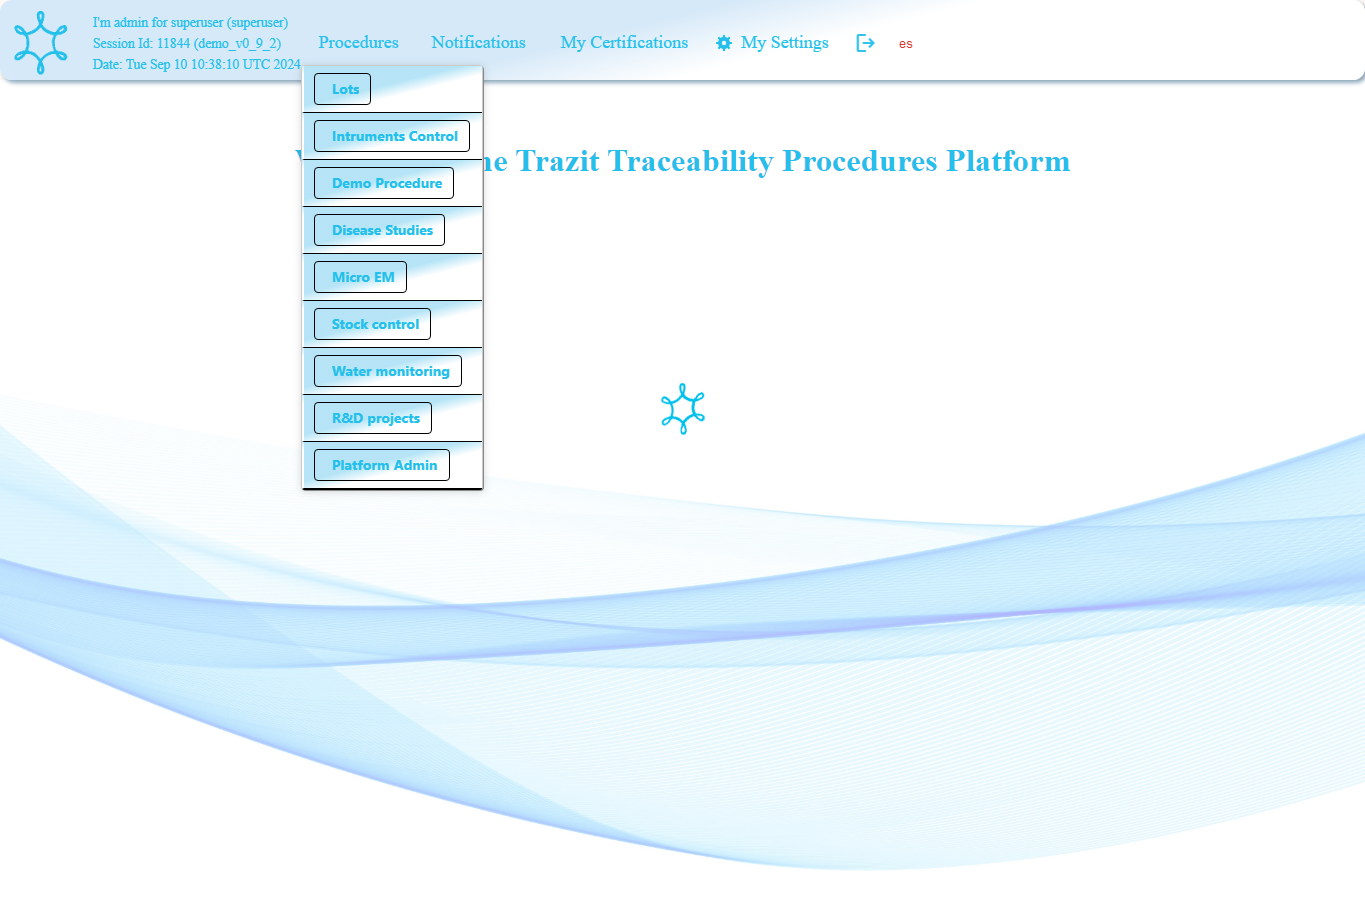 I'm admin for superuser (superuser)
Session Id: 11844 (demo_v0_9_2)
Date: Tue Sep 10 10:38:10 UTC 2024
Procedures
Notifications
My Certifications
My Settings
es
Lots
Intruments Control
Demo Procedure
Disease Studies
Micro EM
Stock control
Water monitoring
R&D projects
Platform Admin
Trazit Traceability Procedures Platform